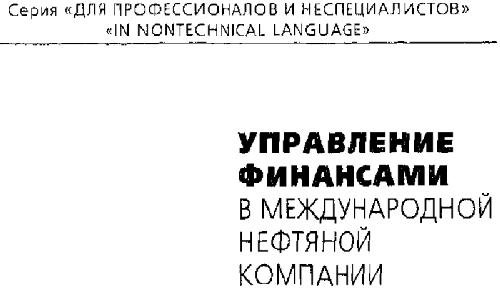 Серия «ДЛЯ ПРОФЕССИОНАЛОВ И НЕСПЕЦИАЛИСТОВ»
«IN NONTECHNICAL LANGUAGE»
УПРАВЛЕНИЕ
ФИНАНСАМИ
В МЕЖДУНАРОДНОЙ
НЕФТЯНОЙ
КОМПАНИИ